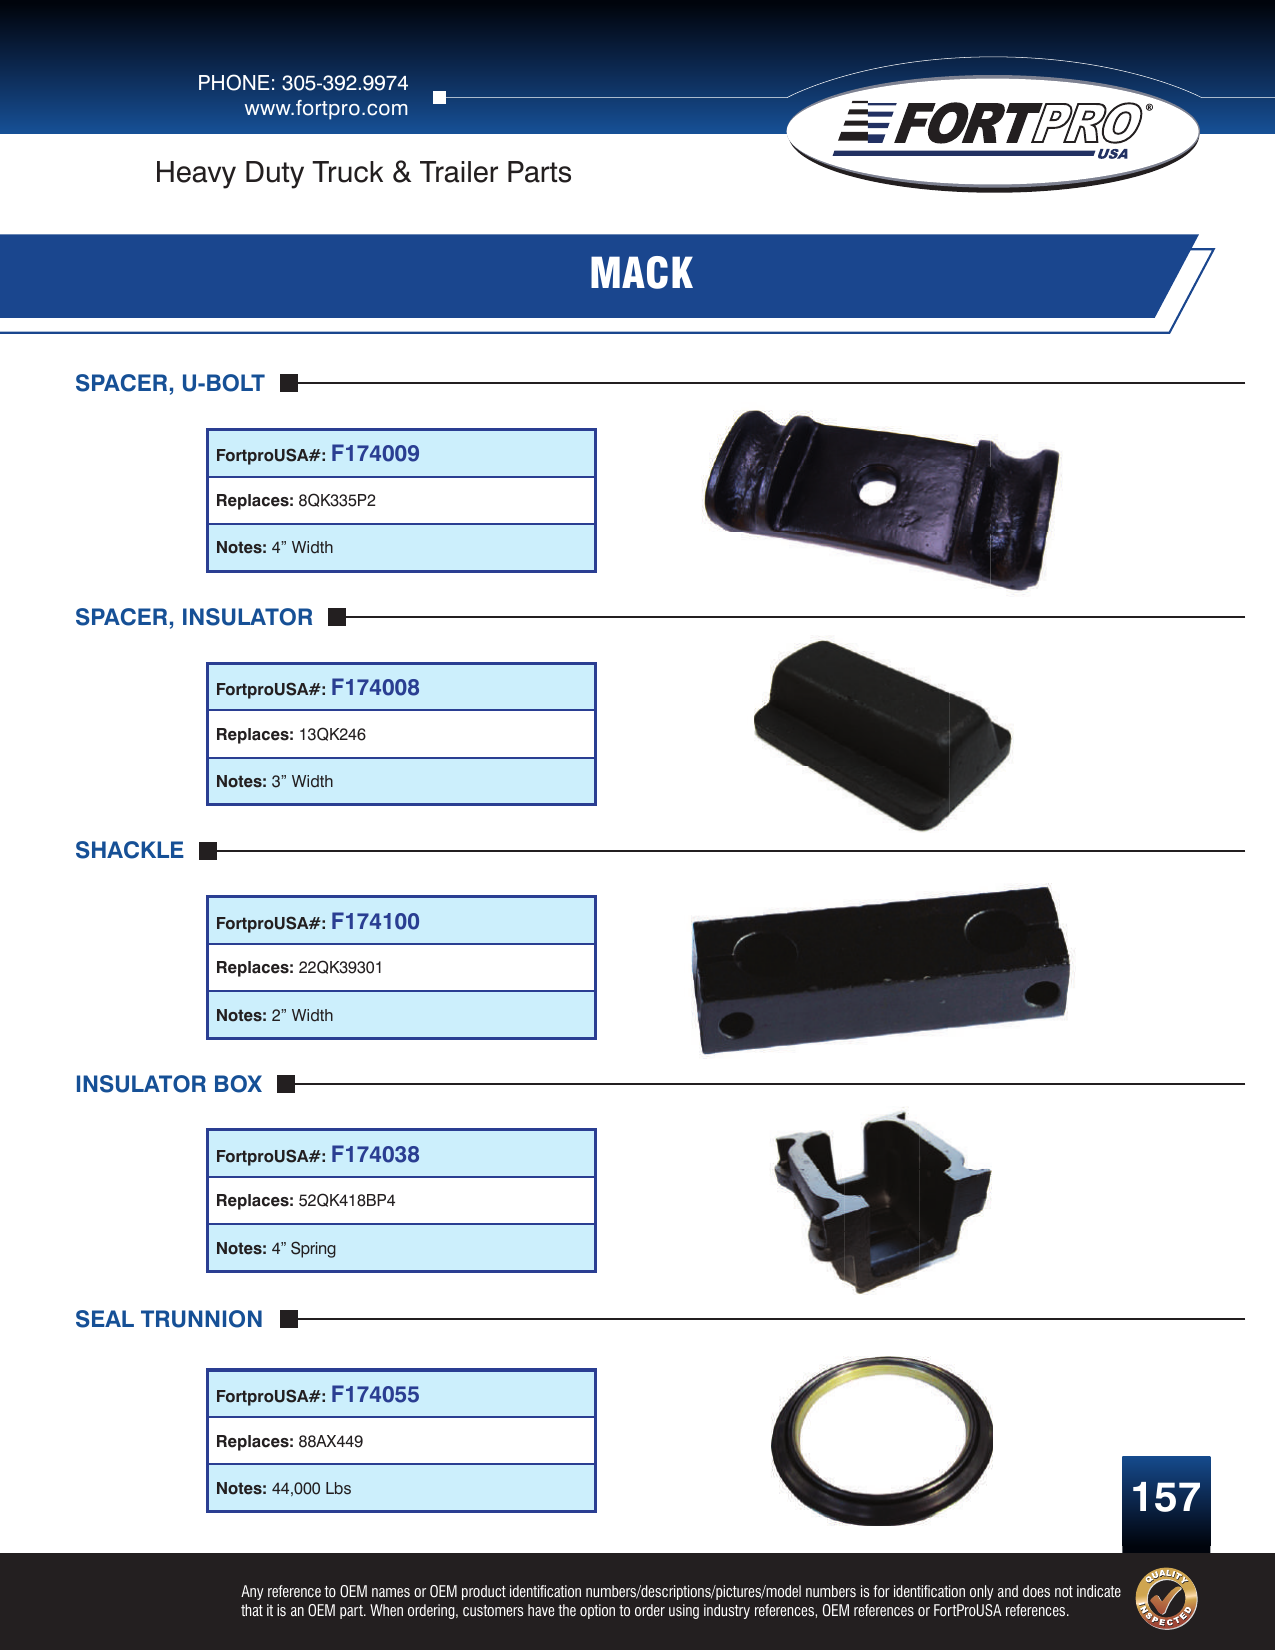 PHONE: 305-392.9974
www.fortpro.com
FORTPRO®
USA
Heavy Duty Truck & Trailer Parts
MACK
SPACER, U-BOLT
FortproUSA#: F174009
Replaces: 8QK335P2
Notes: 4” Width
SPACER, INSULATOR
FortproUSA#: F174008
Replaces: 13QK246
Notes: 3” Width
SHACKLE
FortproUSA#: F174100
Replaces: 22QK39301
Notes: 2” Width
INSULATOR BOX
FortproUSA#: F174038
Replaces: 52QK418BP4
Notes: 4” Spring
SEAL TRUNNION
FortproUSA#: F174055
Replaces: 88AX449
Notes: 44,000 Lbs
157
Any reference to OEM names or OEM product identification numbers/descriptions/pictures/model numbers is for identification only and does not indicate
that it is an OEM part. When ordering, customers have the option to order using industry references, OEM references or FortProUSA references.
QUALITY
INSPECTED